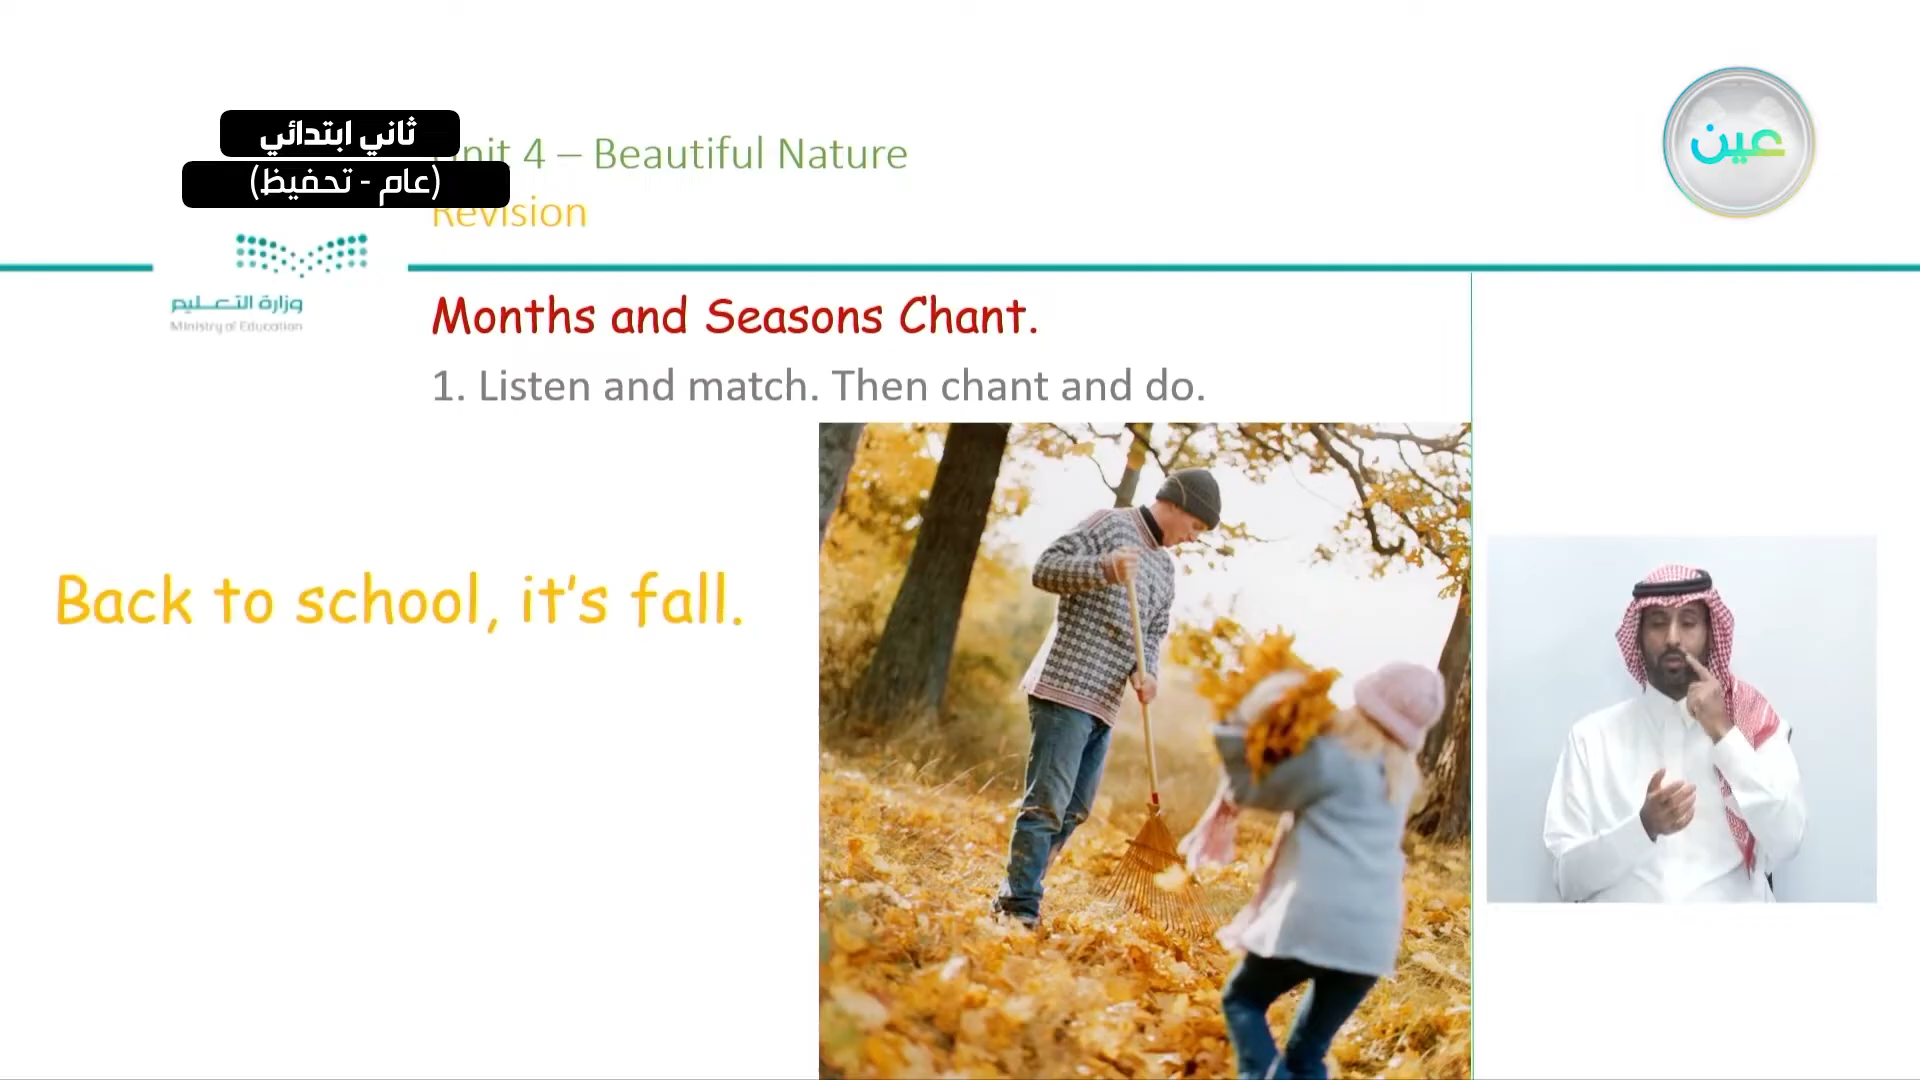 ثاني ابتدائي
(عام - تحفيظ)
Unit 4 – Beautiful Nature
Revision
عين
وزارة التعليم
Ministry of Education
Months and Seasons Chant.
1. Listen and match. Then chant and do.
Back to school, it's fall.